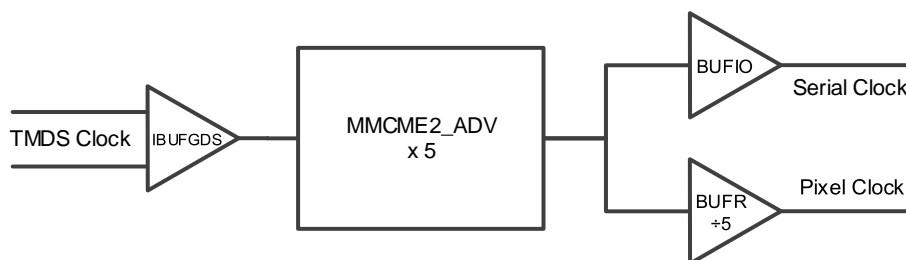 TMDS Clock
IBUFGDS
MMCME2_ADV
x 5
BUFIO
Serial Clock
BUFR
÷5
Pixel Clock